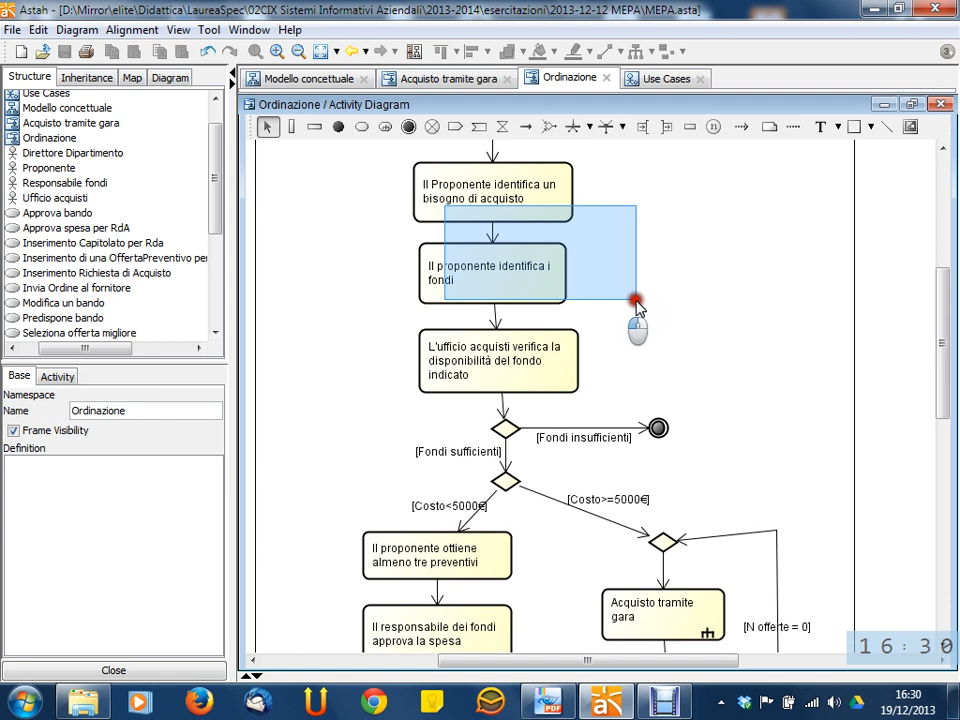 Astah - [D:\Mirror\elite\Didattica\LaureaSpec\02CIX Sistemi Informativi Aziendali\2013-2014\esercitazioni\2013-12-12 MEPA\MEPA.asta]
File Edit Diagram Alignment View Tool Window Help
3
Structure Inheritance Map Diagram
Modello concettuale Acquisto tramite gara Ordinazione Use Cases
Use Cases
Modello concettuale
Acquisto tramite gara
Ordinazione
Direttore Dipartimento
Proponente
Responsabile fondi
Ufficio acquisti
Approva bando
Approva spesa per RdA
Inserimento Capitolato per Rda
Inserimento di una OffertaPreventivo per
Inserimento Richiesta di Acquisto
Invia Ordine al fornitore
Modifica un bando
Predispone bando
Seleziona offerta migliore
Base Activity
Namespace
Name Ordinazione
Frame Visibility
Definition
Close
Ordinazione / Activity Diagram
T
Il Proponente identifica un
bisogno di acquisto
Il proponente identifica i
fondi
L'ufficio acquisti verifica la
disponibilità del fondo
indicato
[Fondi insufficienti]
[Fondi sufficienti]
[Costo<5000€]
[Costo>=5000€]
Il proponente ottiene
almeno tre preventivi
Acquisto tramite
gara
[N offerte = 0]
Il responsabile dei fondi
approva la spesa
16:30
PDF
16:30
19/12/2013